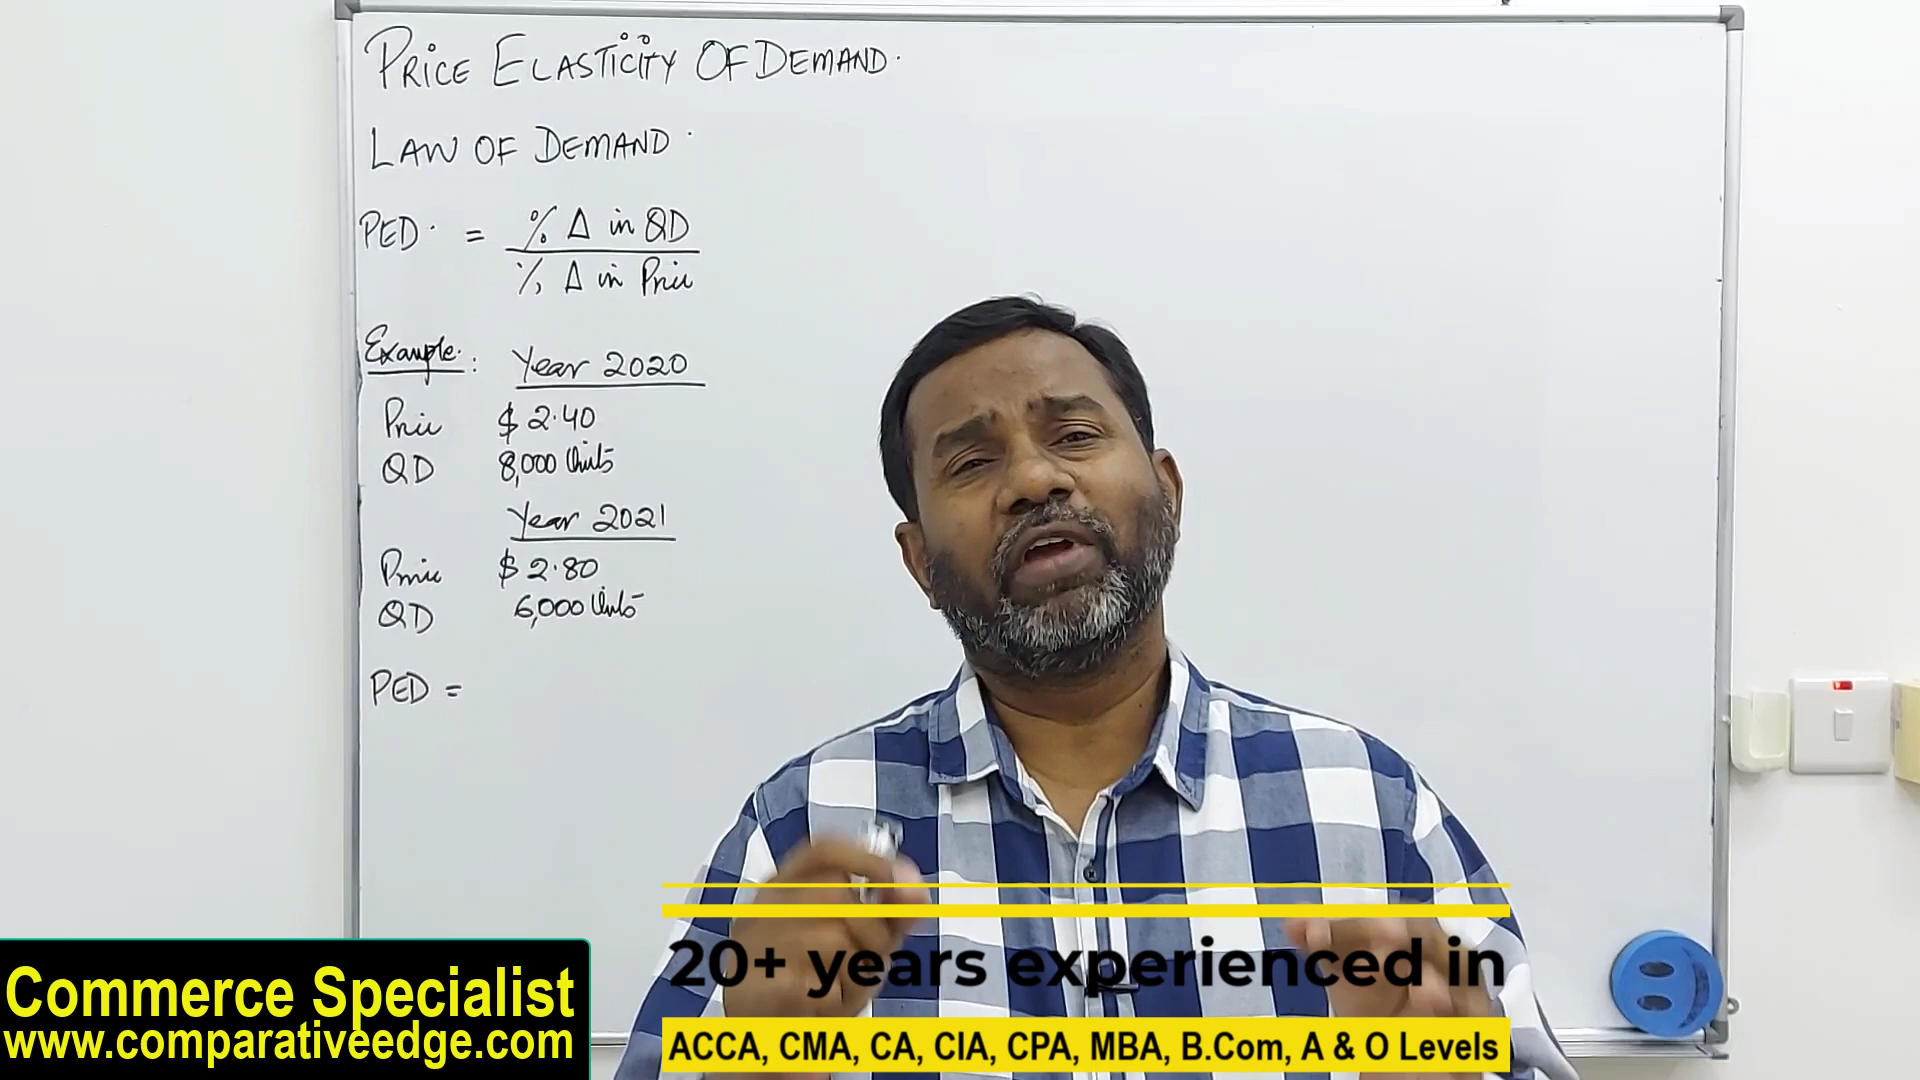 PRICE ELASTICITY OF DEMAND.
LAW OF DEMAND.
PED. = % Δ in QD
% Δ in Price
Example: Year 2020
Price $ 2.40
QD 8,000 Units
Year 2021
Price $ 2.80
QD 6,000 Units
PED =
20+ years experienced in
ACCA, CMA, CA, CIA, CPA, MBA, B.Com, A & O Levels
Commerce Specialist
www.comparativeedge.com